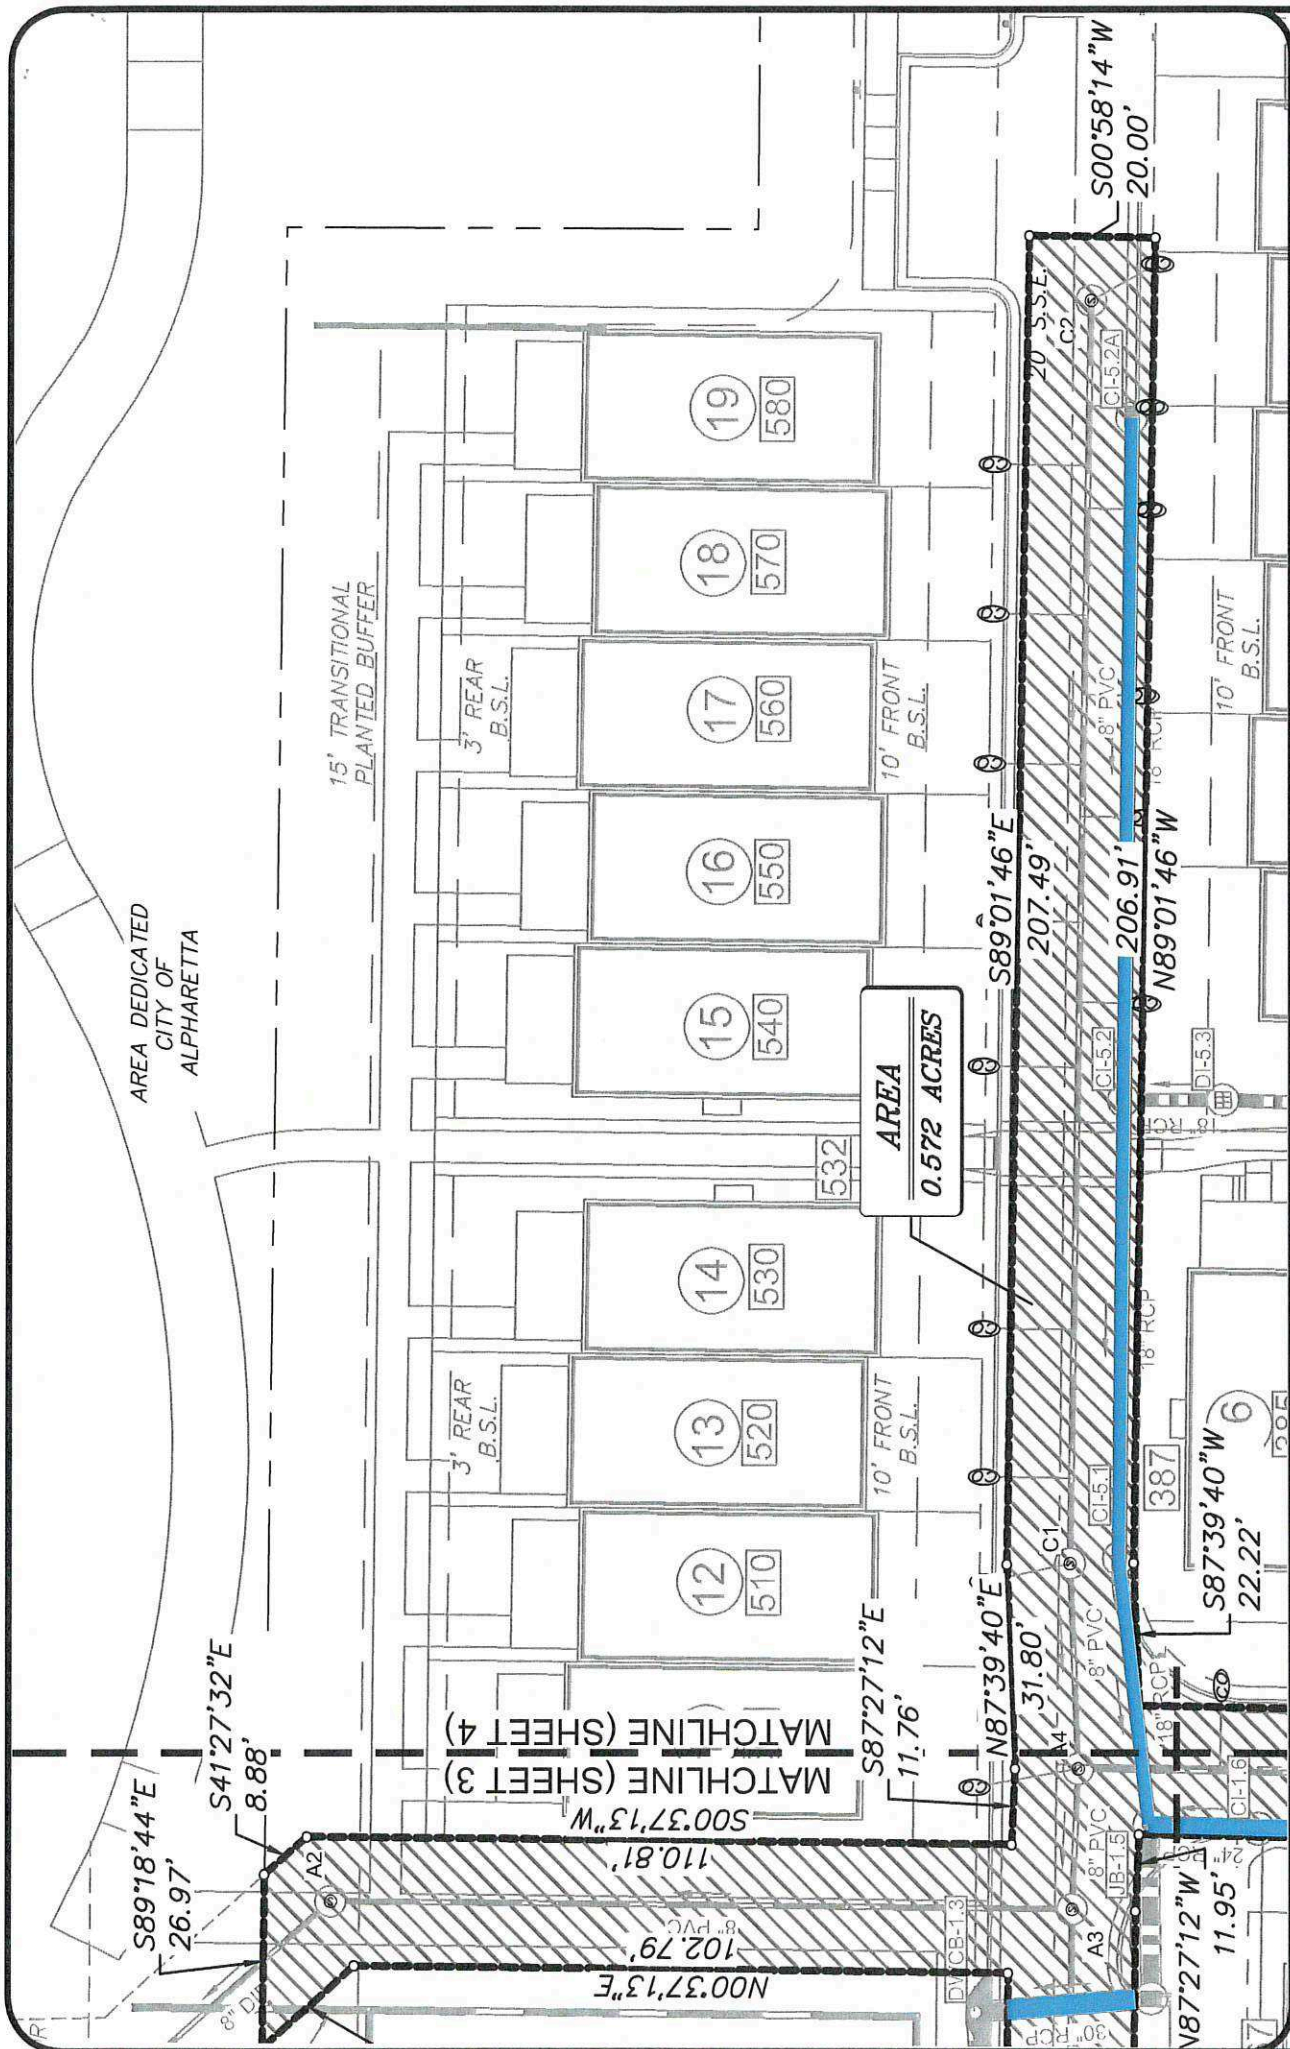 AREA DEDICATED
CITY OF
ALPHARETTA
15' TRANSITIONAL
PLANTED BUFFER
S89°18'44"E
26.97'
S41°27'32"E
8.88'
MATCHLINE (SHEET 4)
MATCHLINE (SHEET 3)
3' REAR
B.S.L.
3' REAR
B.S.L.
12
510
13
520
14
530
532
15
540
16
550
17
560
18
570
19
580
10' FRONT
B.S.L.
10' FRONT
B.S.L.
AREA
0.572 ACRES
S00°58'14"W
20.00'
20' S.S.E.
C2
CI-5.2A
S89°01'46"E
207.49'
206.91'
N89°01'46"W
8" PVC
10' FRONT
B.S.L.
CI-5.2
DI-5.3
18" RCP
CI-5.1
C1
387
6
S87°39'40"W
22.22'
N87°39'40"E
31.80'
S87°27'12"E
11.76'
8" PVC
18" RCP
A4
CO
CI-1.6
24" RCP
S00°37'13"W
110.81'
A2
8" PVC
102.79'
N00°37'13"E
DWCB-1.3
8" PVC
JB-1.5
A3
N87°27'12"W
11.95'
30" RCP